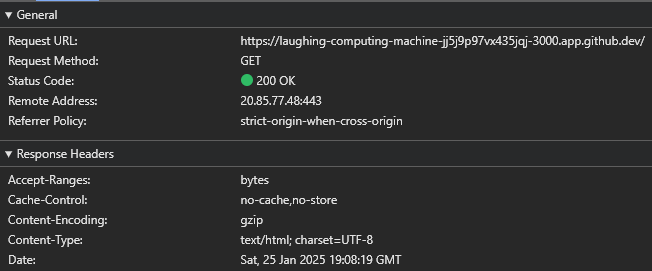 General
Request URL: https://laughing-computing-machine-jj5j9p97vx435jqj-3000.app.github.dev/
Request Method: GET
Status Code: 200 OK
Remote Address: 20.85.77.48:443
Referrer Policy: strict-origin-when-cross-origin
Response Headers
Accept-Ranges: bytes
Cache-Control: no-cache,no-store
Content-Encoding: gzip
Content-Type: text/html; charset=UTF-8
Date: Sat, 25 Jan 2025 19:08:19 GMT